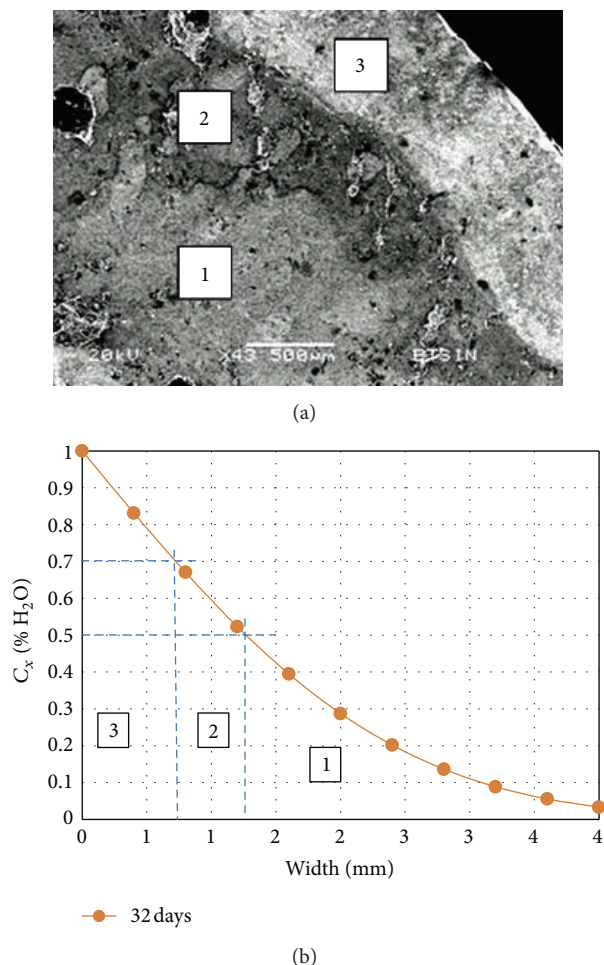 3
2
1
20kU X43 500µm BTSIN
(a)
1
0.9
0.8
0.7
0.6
0.5
0.4
0.3
0.2
0.1
0
Cₓ (% H₂O)
3 2 1
0 1 1 2 2 3 3 4 4
Width (mm)
32 days
(b)